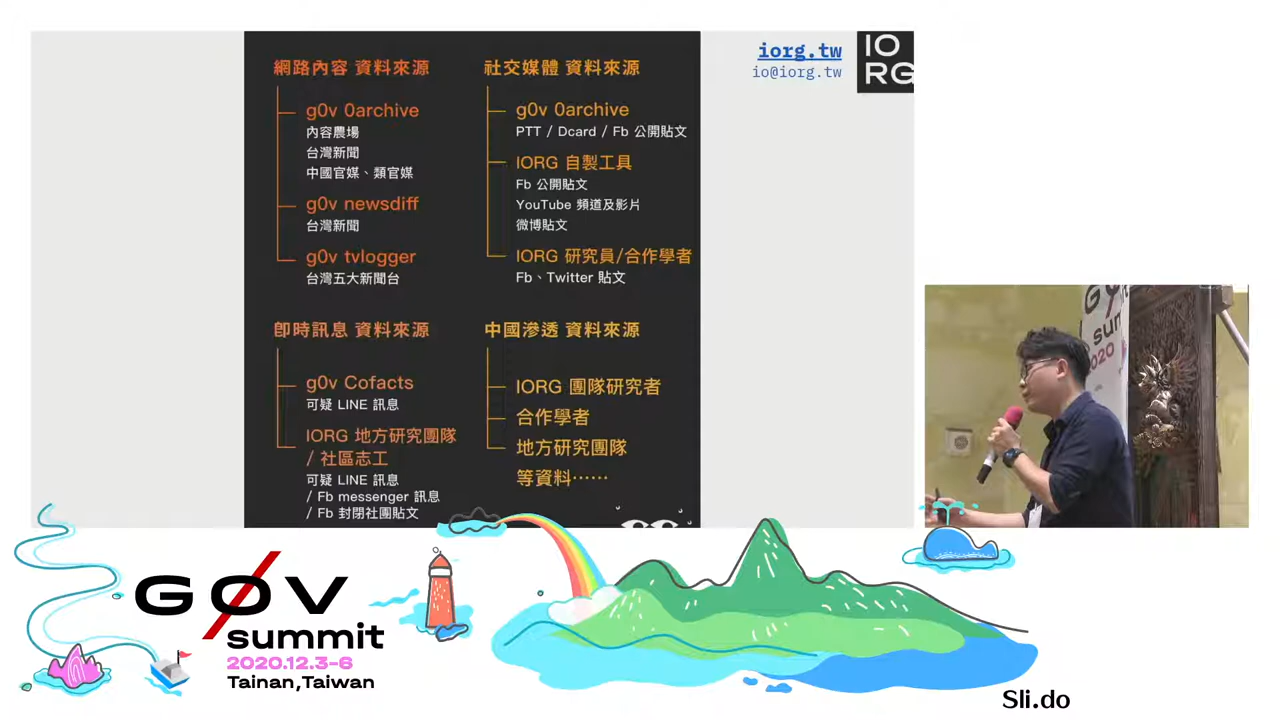 網路內容 資料來源
g0v 0archive
內容農場
台灣新聞
中國官媒、類官媒
g0v newsdiff
台灣新聞
g0v tvlogger
台灣五大新聞台
社交媒體 資料來源
g0v 0archive
PTT / Dcard / Fb 公開貼文
IORG 自製工具
Fb 公開貼文
YouTube 頻道及影片
微博貼文
IORG 研究員/合作學者
Fb、Twitter 貼文
即時訊息 資料來源
g0v Cofacts
可疑 LINE 訊息
IORG 地方研究團隊
/ 社區志工
可疑 LINE 訊息
/ Fb messenger 訊息
/ Fb 封閉社團貼文
中國滲透 資料來源
IORG 團隊研究者
合作學者
地方研究團隊
等資料⋯⋯
iorg.tw
io@iorg.tw
IO
RG
G
sum
2020
G0V
summit
2020.12.3-6
Tainan,Taiwan
Sli.do